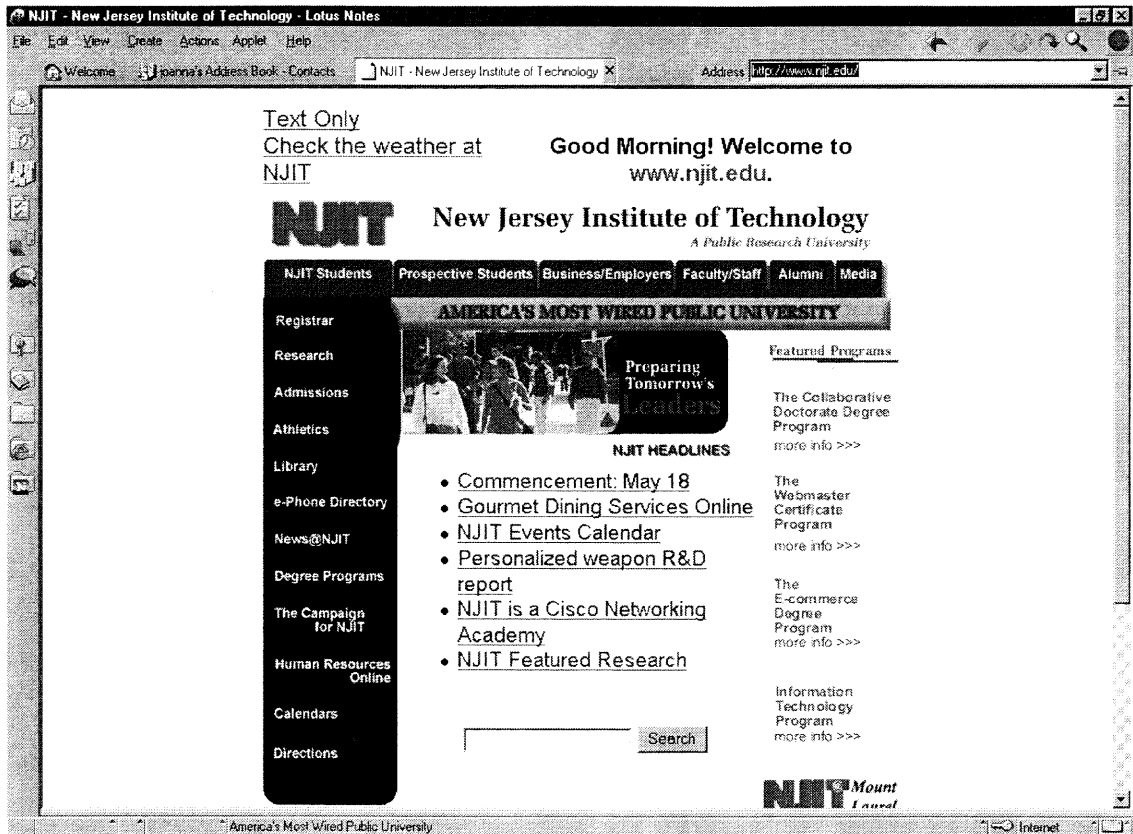 NJIT - New Jersey Institute of Technology - Lotus Notes
File Edit View Create Actions Applet Help
Welcome joanna's Address Book - Contacts NJIT - New Jersey Institute of Technology Address http://www.njit.edu/
Text Only
Check the weather at
NJIT
Good Morning! Welcome to
www.njit.edu.
NJIT
New Jersey Institute of Technology
A Public Research University
NJIT Students Prospective Students Business/Employers Faculty/Staff Alumni Media
AMERICA'S MOST WIRED PUBLIC UNIVERSITY
Registrar
Research
Admissions
Athletics
Library
e-Phone Directory
News@NJIT
Degree Programs
The Campaign
for NJIT
Human Resources
Online
Calendars
Directions
Preparing
Tomorrow's
Leaders
NJIT HEADLINES
• Commencement: May 18
• Gourmet Dining Services Online
• NJIT Events Calendar
• Personalized weapon R&D
report
• NJIT is a Cisco Networking
Academy
• NJIT Featured Research
Search
Featured Programs
The Collaborative
Doctorate Degree
Program
more info >>>
The
Webmaster
Certificate
Program
more info >>>
The
E-commerce
Degree
Program
more info >>>
Information
Technology
Program
more info >>>
NJIT Mount
Laurel
America's Most Wired Public University
Internet